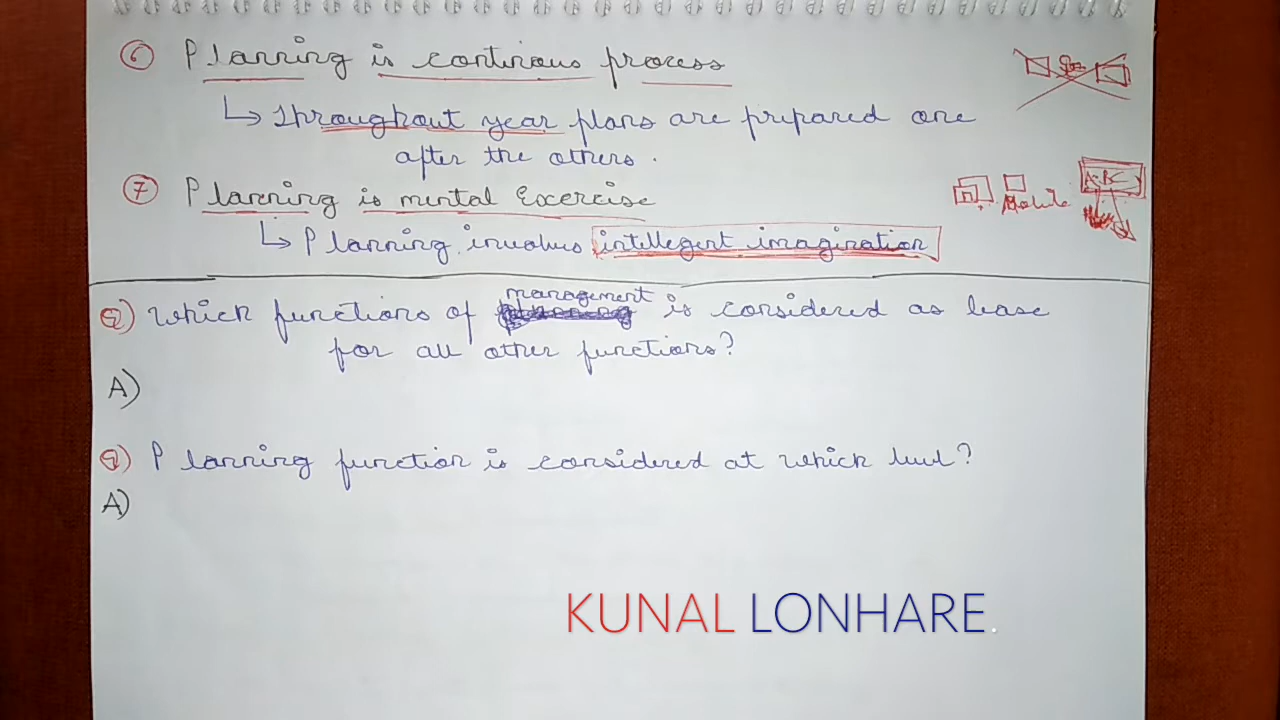 ⑥ Planning is continous process
↳ Throughout year plans are prepared one
after the others.
⑦ Planning is mental Exercise
↳ Planning involves intellegent imagination
ABC
Q) Which functions of management is considered as base
for all other functions?
A)
Q) Planning function is considered at which level?
A)
KUNAL LONHARE.